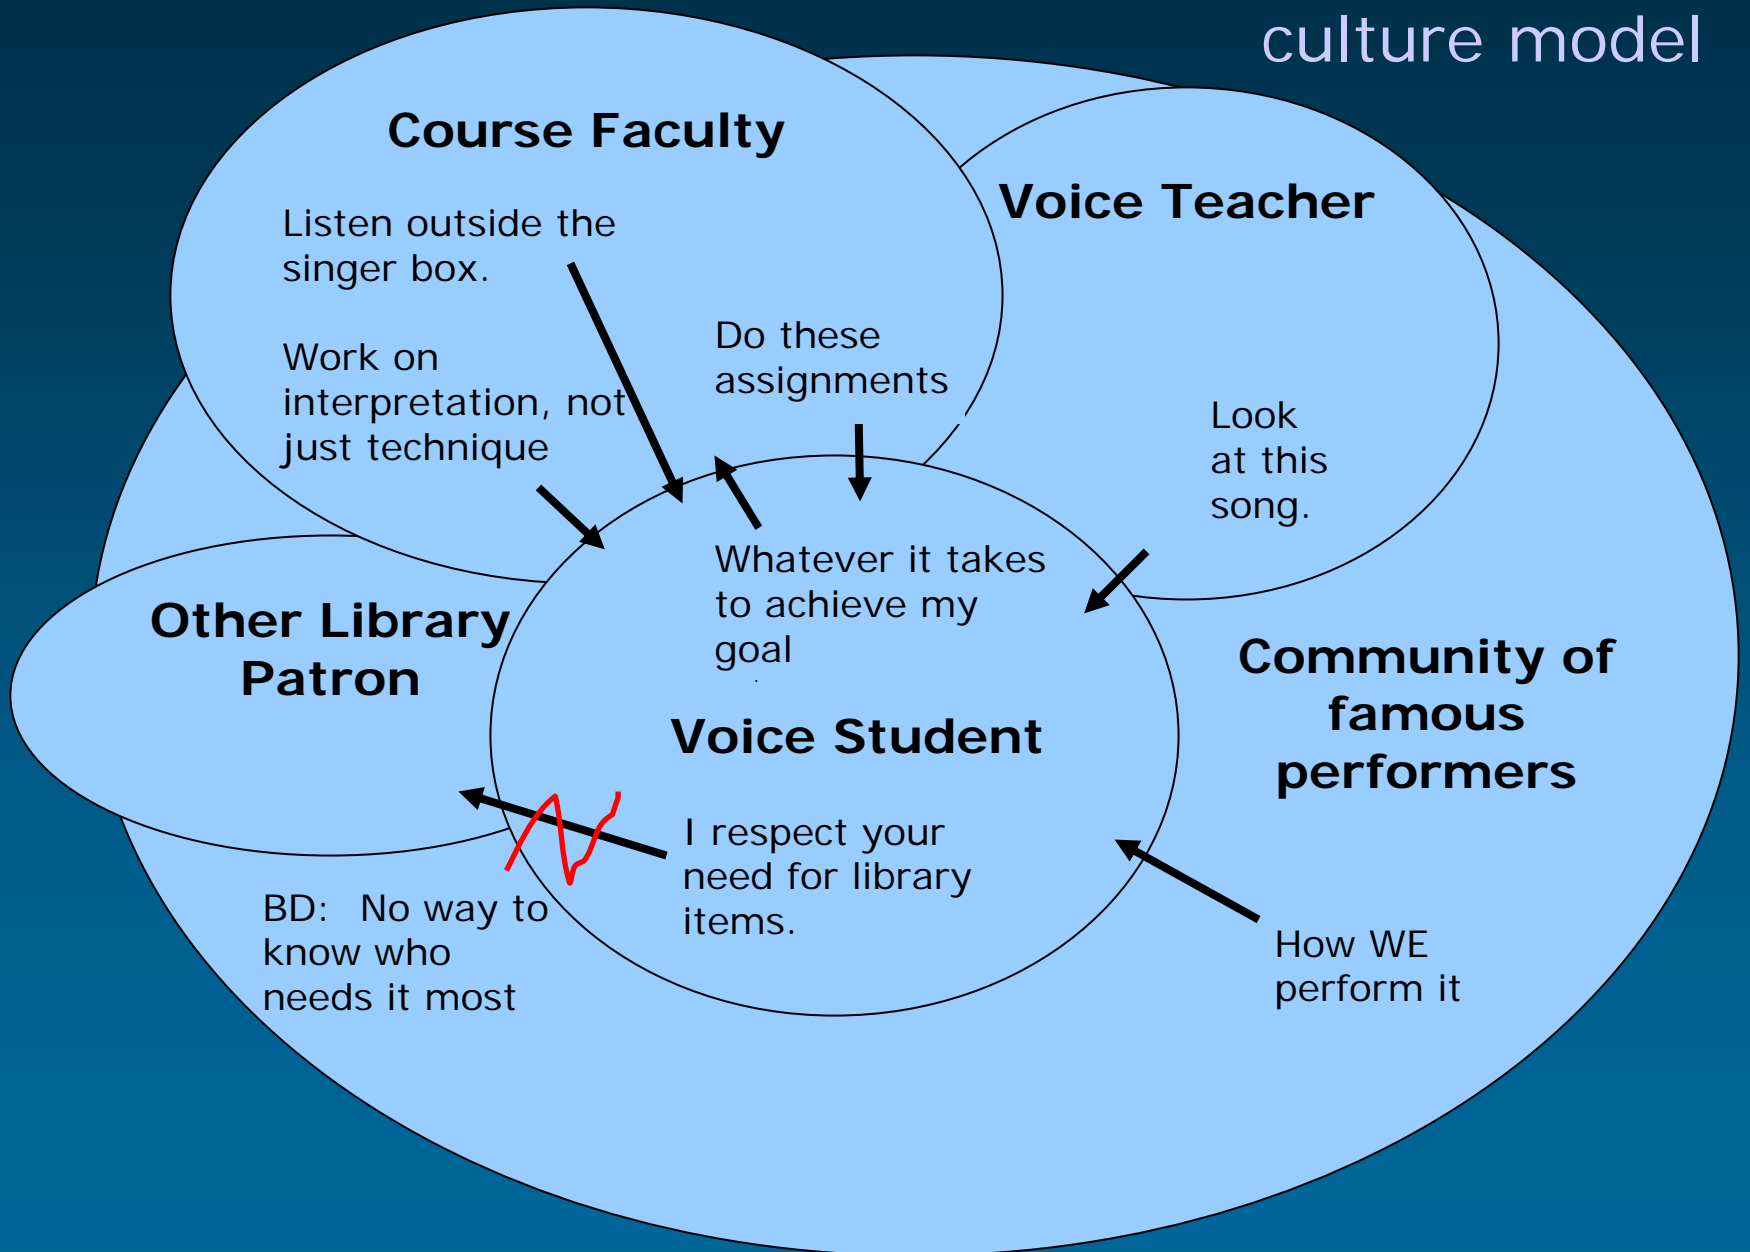 culture model
Course Faculty
Listen outside the
singer box.
Work on
interpretation, not
just technique
Do these
assignments
Voice Teacher
Look
at this
song.
Whatever it takes
to achieve my
goal
Other Library
Patron
Voice Student
Community of
famous
performers
I respect your
need for library
items.
BD: No way to
know who
needs it most
How WE
perform it